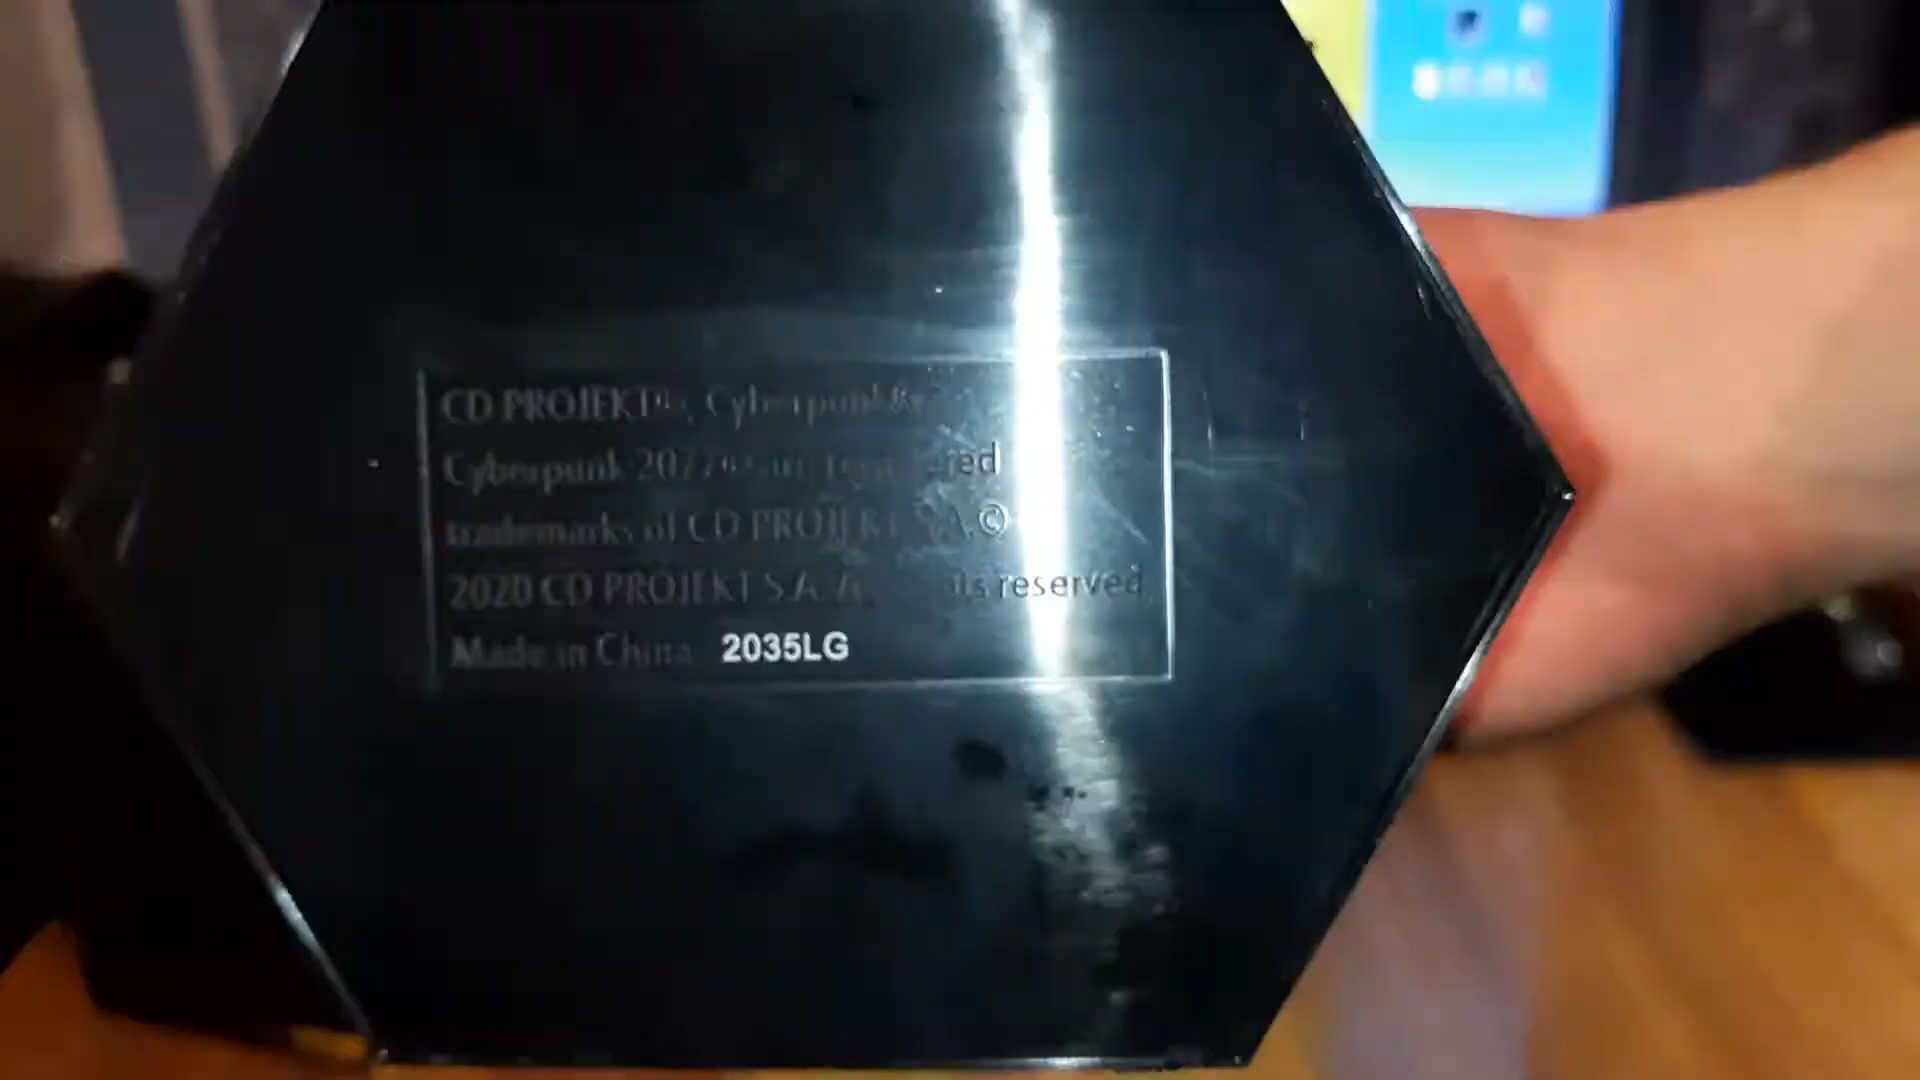 CD PROJEKT®, Cyberpunk®,
Cyberpunk 2077® are registered
trademarks of CD PROJEKT S.A. ©
2020 CD PROJEKT S.A. All rights reserved.
Made in China 2035LG